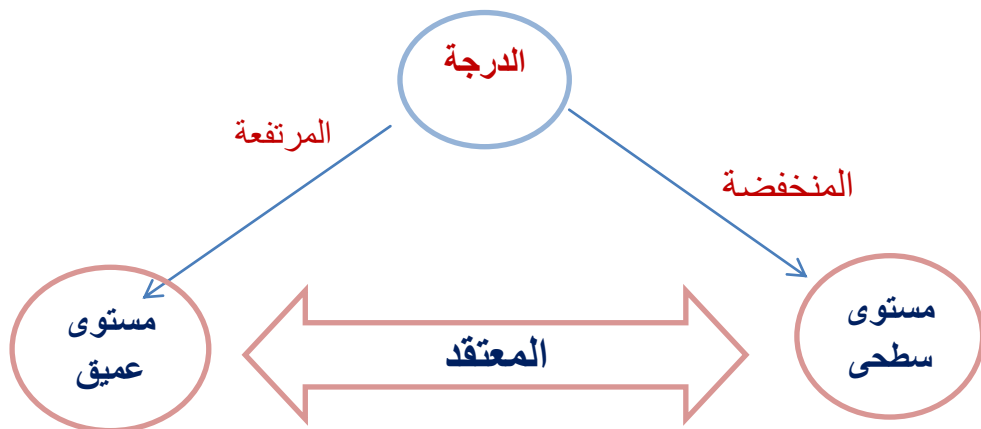 الدرجة
المرتفعة
المنخفضة
مستوى
سطحى
المعتقد
مستوى
عميق